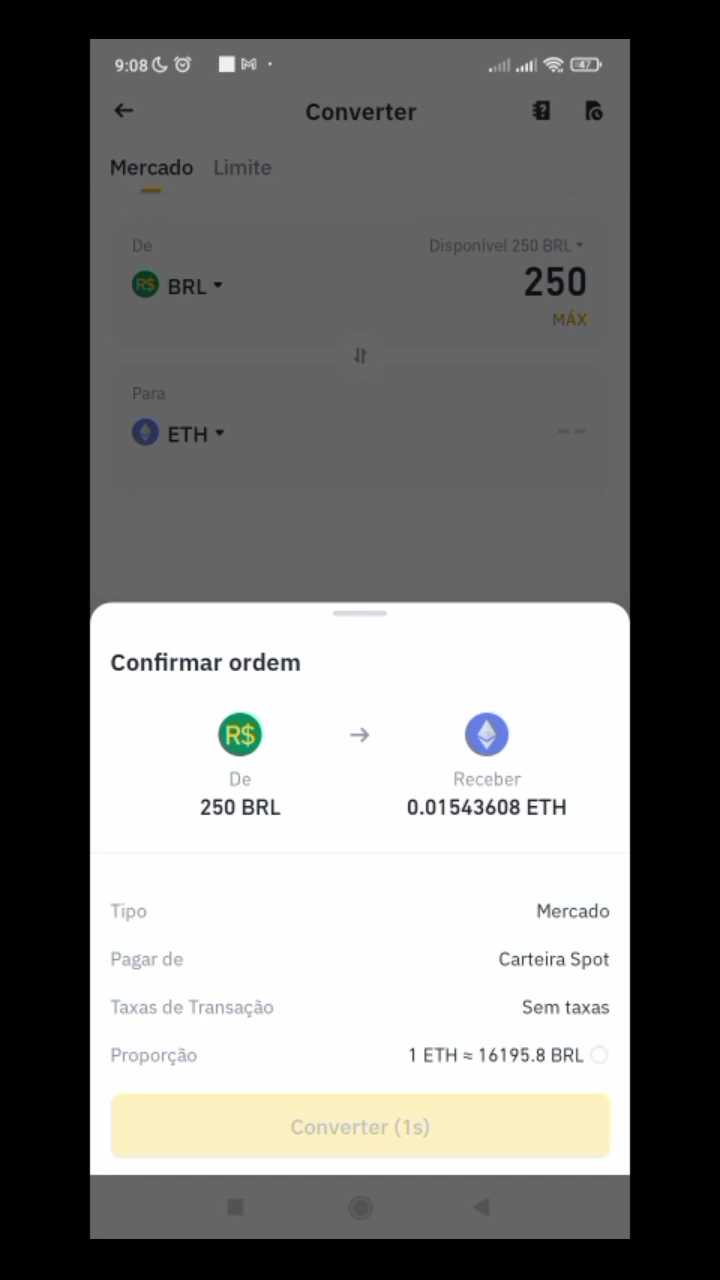 9:08
47
Converter
Mercado Limite
De
Disponível 250 BRL
R$ BRL
250
MÁX
Para
ETH
--
Confirmar ordem
R$
De
Receber
250 BRL
0.01543608 ETH
Tipo
Mercado
Pagar de
Carteira Spot
Taxas de Transação
Sem taxas
Proporção
1 ETH ≈ 16195.8 BRL
Converter (1s)